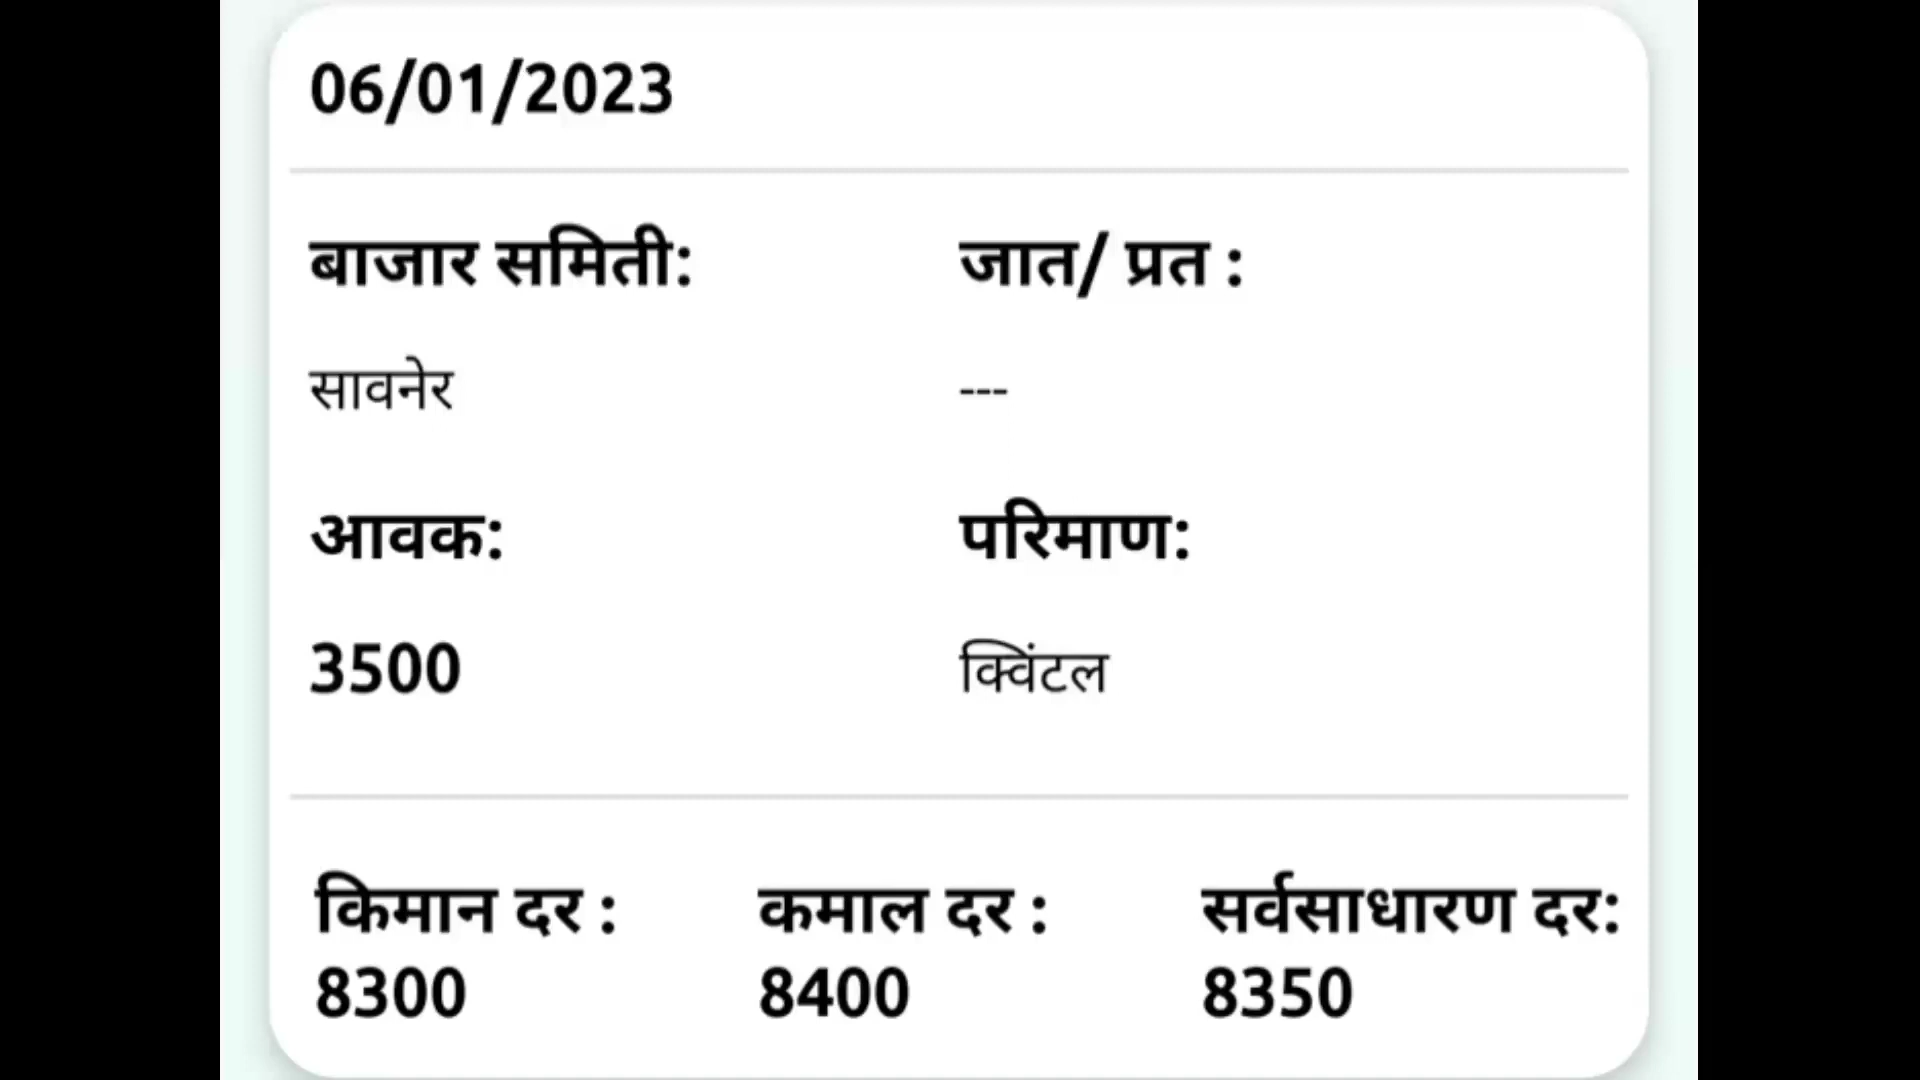 06/01/2023
बाजार समिती: जात/ प्रत :
सावनेर ---
आवक: परिमाण:
3500 क्विंटल
किमान दर : कमाल दर : सर्वसाधारण दर:
8300 8400 8350